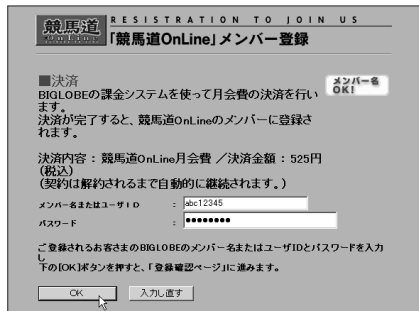 競馬道
OnLine
RESISTRATION TO JOIN US
「競馬道OnLine」メンバー登録
メンバー名
OK!
■決済
BIGLOBEの課金システムを使って月会費の決済を行い
ます。
決済が完了すると、競馬道OnLineのメンバーに登録さ
れます。
決済内容 : 競馬道OnLine月会費 /決済金額 : 525円
(税込)
(契約は解約されるまで自動的に継続されます。)
メンバー名またはユーザID : abc12345
パスワード : ●●●●●●●●
ご登録されるお客さまのBIGLOBEのメンバー名またはユーザIDとパスワードを入力
し
下の[OK]ボタンを押すと、「登録確認ページ」に進みます。
OK 入力し直す